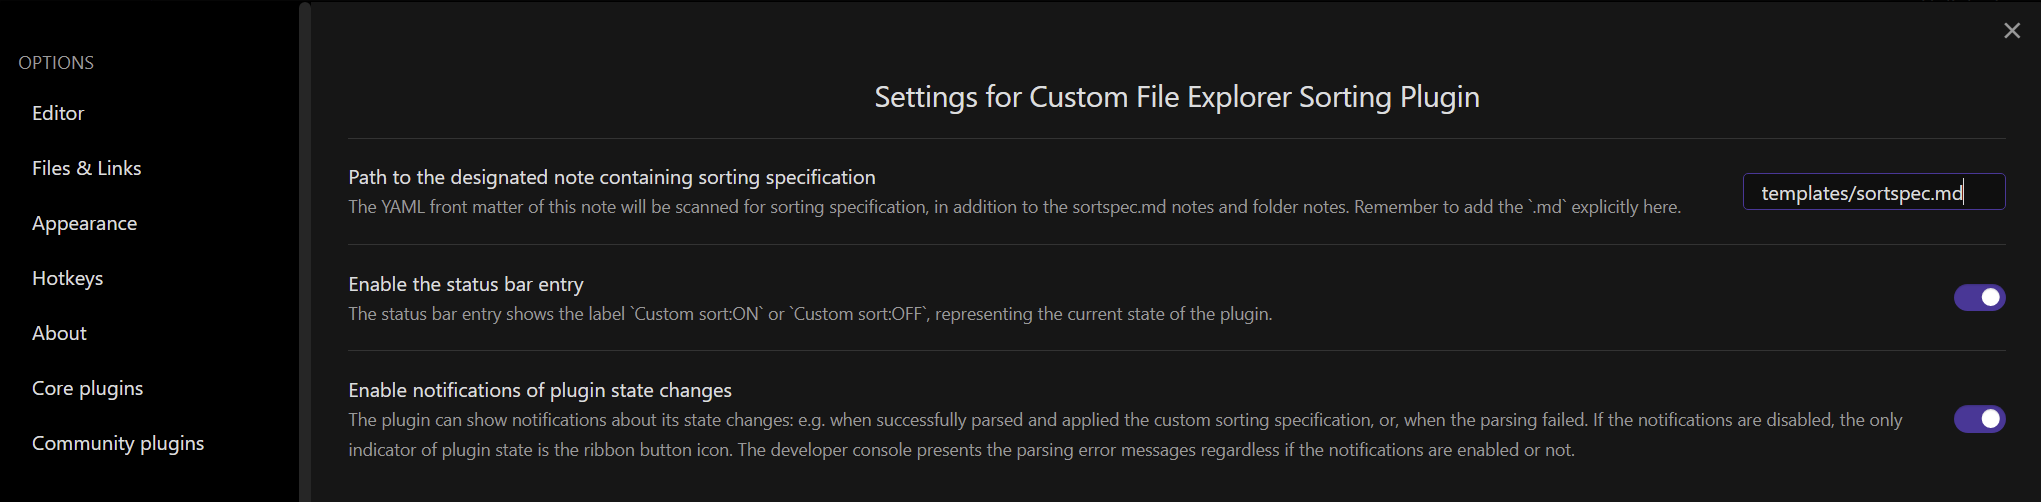 OPTIONS
Editor
Files & Links
Appearance
Hotkeys
About
Core plugins
Community plugins
Settings for Custom File Explorer Sorting Plugin
Path to the designated note containing sorting specification
The YAML front matter of this note will be scanned for sorting specification, in addition to the sortspec.md notes and folder notes. Remember to add the `.md` explicitly here.
templates/sortspec.md
Enable the status bar entry
The status bar entry shows the label `Custom sort:ON` or `Custom sort:OFF`, representing the current state of the plugin.
Enable notifications of plugin state changes
The plugin can show notifications about its state changes: e.g. when successfully parsed and applied the custom sorting specification, or, when the parsing failed. If the notifications are disabled, the only
indicator of plugin state is the ribbon button icon. The developer console presents the parsing error messages regardless if the notifications are enabled or not.